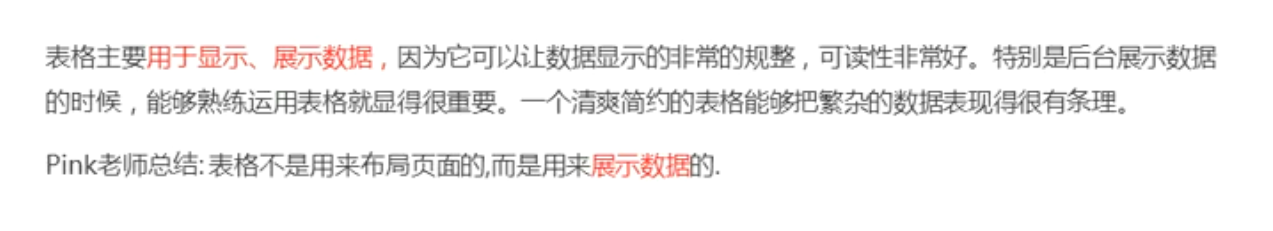 表格主要用于显示、展示数据，因为它可以让数据显示的非常的规整，可读性非常好。特别是后台展示数据
的时候，能够熟练运用表格就显得很重要。一个清爽简约的表格能够把繁杂的数据表现得很有条理。
Pink老师总结: 表格不是用来布局页面的,而是用来展示数据的.